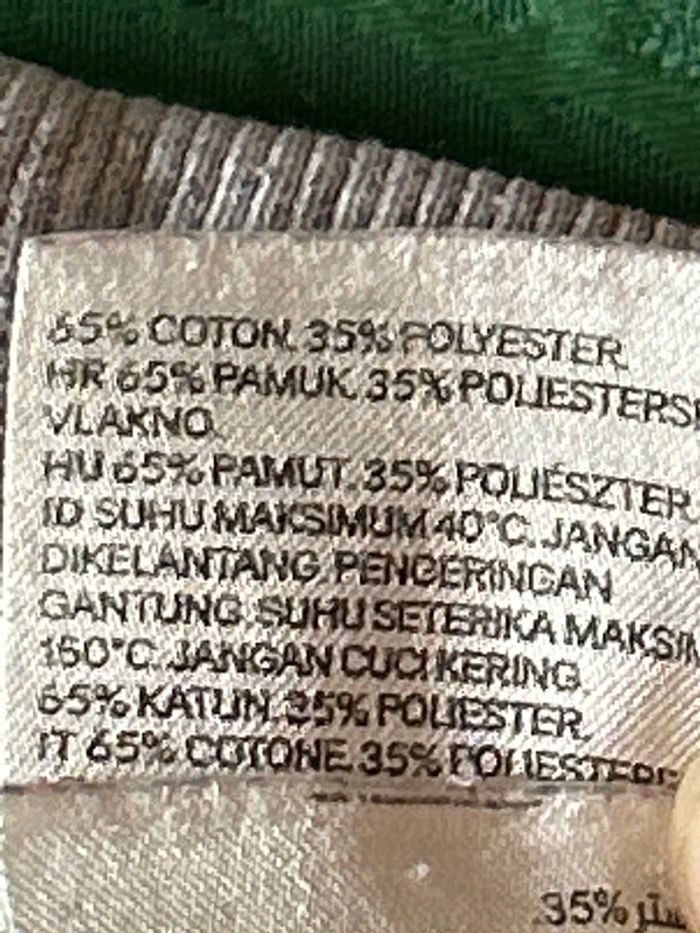 65% COTON. 35% POLYESTER.
HR 65% PAMUK. 35% POLIESTERSK
VLAKNO.
HU 65% PAMUT. 35% POLIÉSZTER
ID SUHU MAKSIMUM 40°C. JANGAN
DIKELANTANG. PENGERINGAN
GANTUNG. SUHU SETERIKA MAKSIM
150°C. JANGAN CUCI KERING.
65% KATUN. 35% POLIESTER.
IT 65% COTONE. 35% POLIESTERE
35%